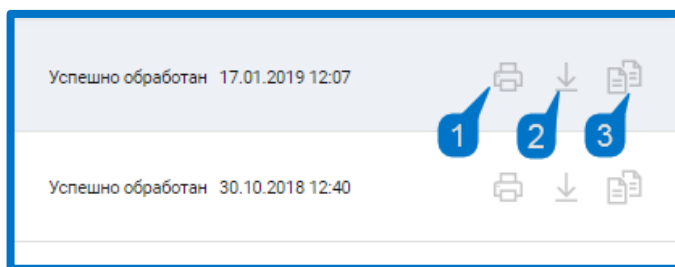 Успешно обработан 17.01.2019 12:07
1 2 3
Успешно обработан 30.10.2018 12:40